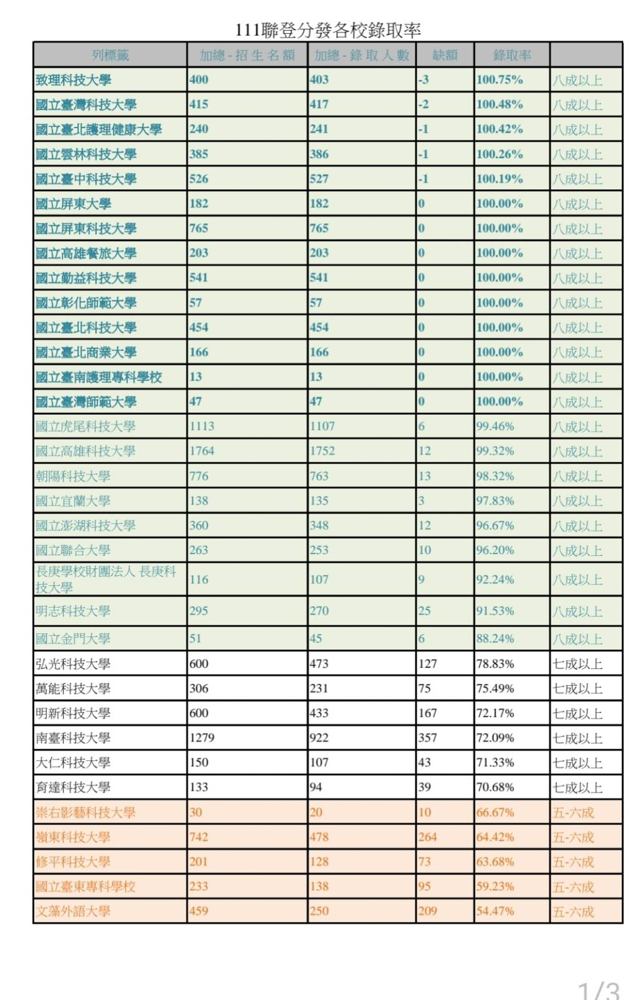 111聯登分發各校錄取率
列標籤 加總-招生名額 加總-錄取人數 缺額 錄取率
致理科技大學 400 403 -3 100.75% 八成以上
國立臺灣科技大學 415 417 -2 100.48% 八成以上
國立臺北護理健康大學 240 241 -1 100.42% 八成以上
國立雲林科技大學 385 386 -1 100.26% 八成以上
國立臺中科技大學 526 527 -1 100.19% 八成以上
國立屏東大學 182 182 0 100.00% 八成以上
國立屏東科技大學 765 765 0 100.00% 八成以上
國立高雄餐旅大學 203 203 0 100.00% 八成以上
國立勤益科技大學 541 541 0 100.00% 八成以上
國立彰化師範大學 57 57 0 100.00% 八成以上
國立臺北科技大學 454 454 0 100.00% 八成以上
國立臺北商業大學 166 166 0 100.00% 八成以上
國立臺南護理專科學校 13 13 0 100.00% 八成以上
國立臺灣師範大學 47 47 0 100.00% 八成以上
國立虎尾科技大學 1113 1107 6 99.46% 八成以上
國立高雄科技大學 1764 1752 12 99.32% 八成以上
朝陽科技大學 776 763 13 98.32% 八成以上
國立宜蘭大學 138 135 3 97.83% 八成以上
國立澎湖科技大學 360 348 12 96.67% 八成以上
國立聯合大學 263 253 10 96.20% 八成以上
長庚學校財團法人 長庚科
技大學 116 107 9 92.24% 八成以上
明志科技大學 295 270 25 91.53% 八成以上
國立金門大學 51 45 6 88.24% 八成以上
弘光科技大學 600 473 127 78.83% 七成以上
萬能科技大學 306 231 75 75.49% 七成以上
明新科技大學 600 433 167 72.17% 七成以上
南臺科技大學 1279 922 357 72.09% 七成以上
大仁科技大學 150 107 43 71.33% 七成以上
育達科技大學 133 94 39 70.68% 七成以上
崇右影藝科技大學 30 20 10 66.67% 五-六成
嶺東科技大學 742 478 264 64.42% 五-六成
修平科技大學 201 128 73 63.68% 五-六成
國立臺東專科學校 233 138 95 59.23% 五-六成
文藻外語大學 459 250 209 54.47% 五-六成
1/3